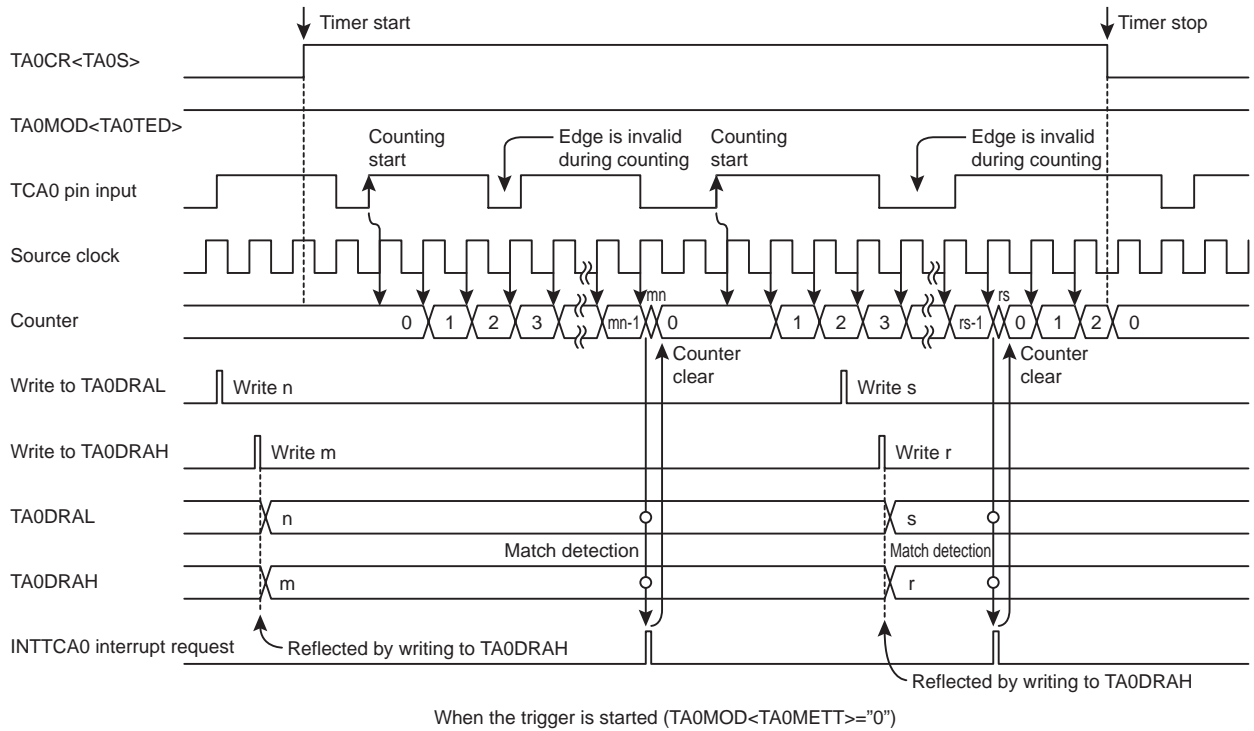 Timer start
Timer stop
TA0CR<TA0S>
TA0MOD<TA0TED>
Counting
start
Edge is invalid
during counting
Counting
start
Edge is invalid
during counting
TCA0 pin input
Source clock
mn
rs
Counter
0 1 2 3 mn-1 0 1 2 3 rs-1 0 1 2 0
Counter
clear
Counter
clear
Write to TA0DRAL
Write n
Write s
Write to TA0DRAH
Write m
Write r
TA0DRAL
n
s
Match detection
Match detection
TA0DRAH
m
r
INTTCA0 interrupt request
Reflected by writing to TA0DRAH
Reflected by writing to TA0DRAH
When the trigger is started (TA0MOD<TA0METT>="0")